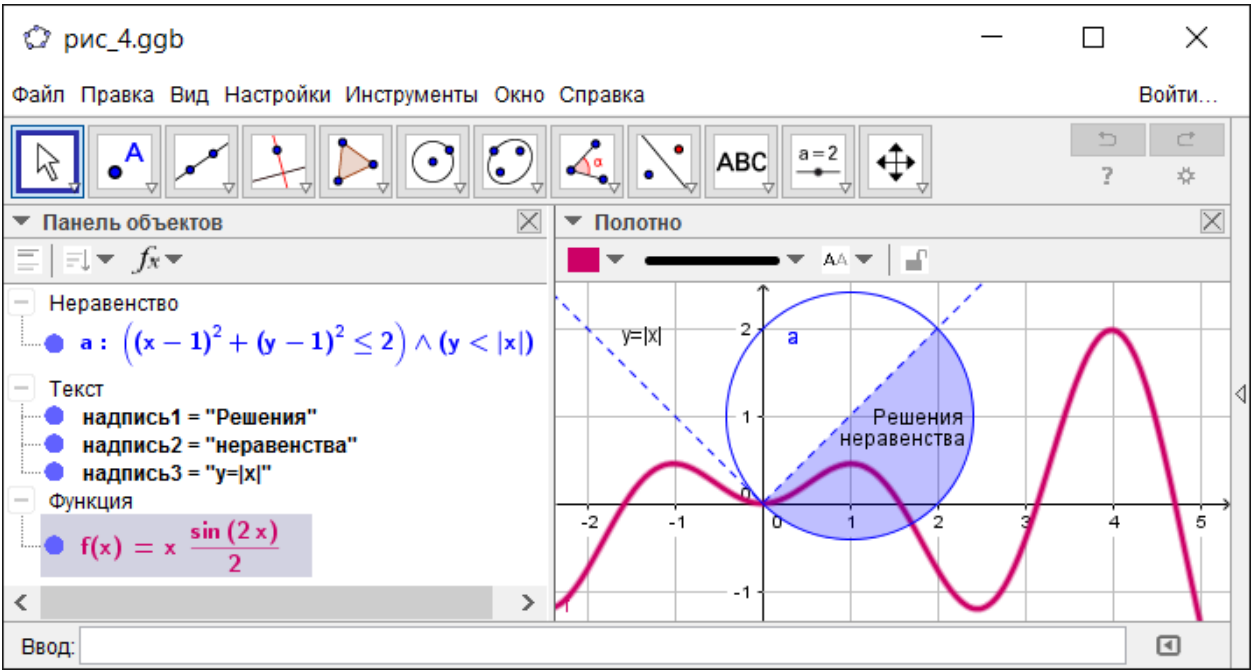 рис_4.ggb
Файл Правка Вид Настройки Инструменты Окно Справка Войти...
A α ABC a=2 ?
Панель объектов
Полотно
fx
AA
Неравенство
a : ((x − 1)² + (y − 1)² ≤ 2) ∧ (y < |x|)
Текст
надпись1 = "Решения"
надпись2 = "неравенства"
надпись3 = "y=|x|"
Функция
f(x) = x sin (2 x) / 2
y=|x|
a
Решения
неравенства
2
1
0
-2 -1 0 1 2 3 4 5
-1
f
Ввод: